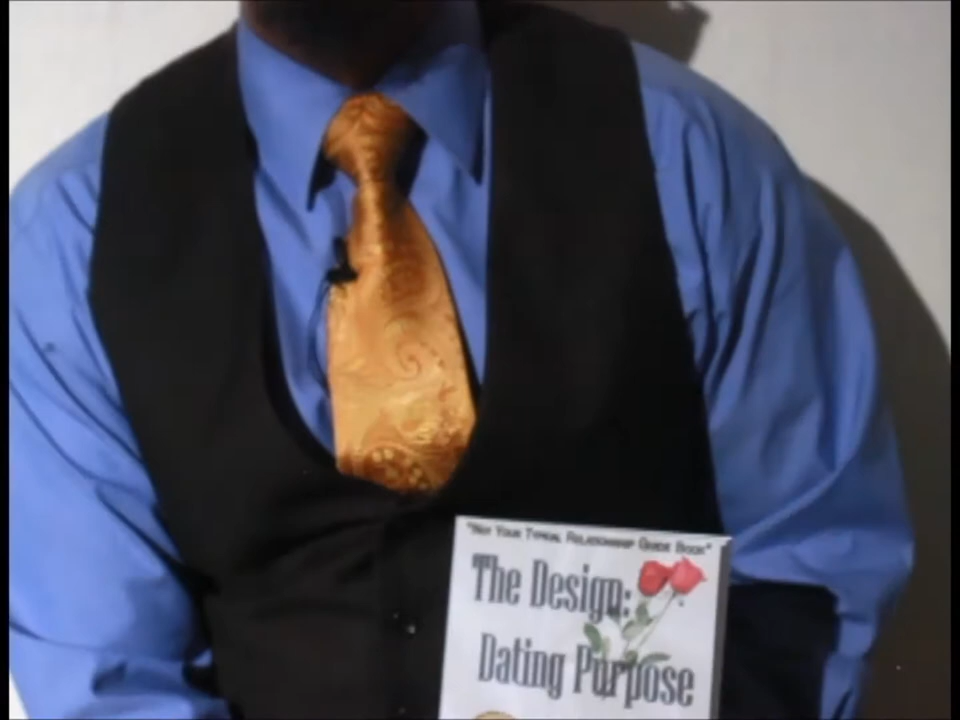 "Not Your Typical Relationship Guide Book"
The Design:
Dating Purpose